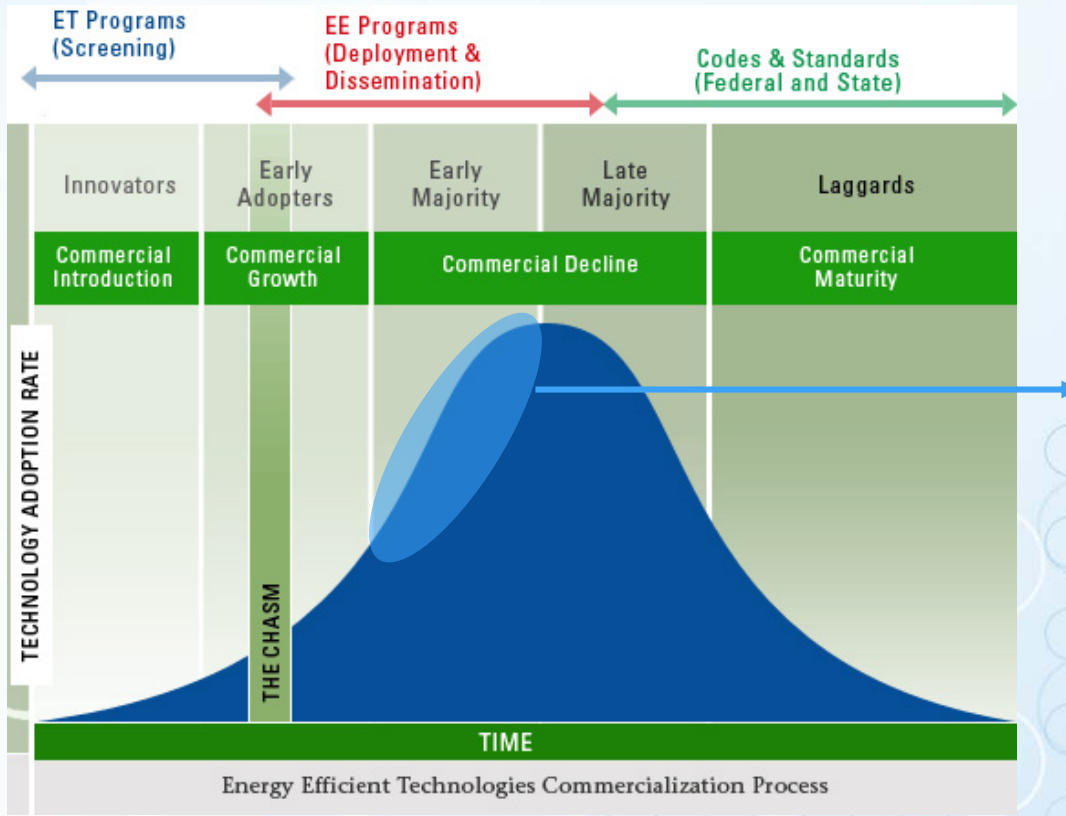 ET Programs
(Screening)
EE Programs
(Deployment &
Dissemination)
Codes & Standards
(Federal and State)
Innovators
Early
Adopters
Early
Majority
Late
Majority
Laggards
Commercial
Introduction
Commercial
Growth
Commercial Decline
Commercial
Maturity
TECHNOLOGY ADOPTION RATE
THE CHASM
TIME
Energy Efficient Technologies Commercialization Process